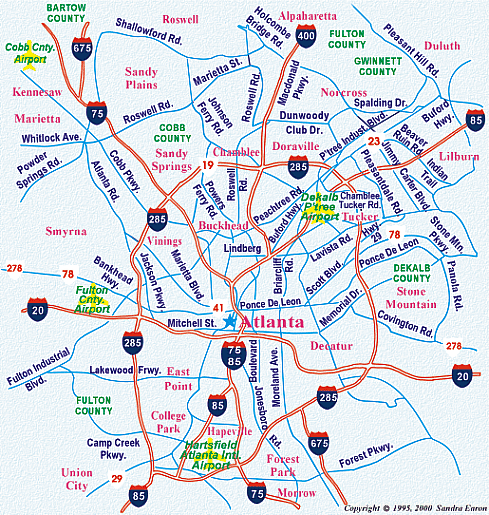 BARTOW
COUNTY
Roswell
Shallowford Rd.
Holcombe
Bridge Rd.
Alpharetta
400
FULTON
COUNTY
Pleasant Hill Rd.
Duluth
Cobb Cnty.
Airport
675
Sandy
Plains
Marietta St.
GWINNETT
COUNTY
Kennesaw
Roswell Rd.
Macdonald
Pkwy.
Norcross
Spalding Dr.
Buford
Hwy.
85
Marietta
75
Roswell Rd.
Johnson
Ferry Rd.
Dunwoody
Club Dr.
P'tree Indust. Blvd.
Beaver
Ruin Rd.
Whitlock Ave.
COBB
COUNTY
Sandy
Springs
Chamblee
Doraville
23
Jimmy
Carter Blvd.
Indian
Trail
Lilburn
Powder
Springs Rd.
Atlanta Rd.
Cobb Pkwy.
19
285
Pleasantdale Rd.
Powers
Ferry Rd.
Roswell
Rd.
Peachtree Rd.
Buford Hwy.
Dekalb
P'tree
Airport
Chamblee
Tucker Rd.
Tucker
285
Buckhead
Smyrna
Vinings
Lindberg
Lavista Rd.
Hwy
29
78
Stone Mtn.
Pkwy.
278
78
Bankhead
Hwy.
Jackson Pkwy.
Marietta Blvd.
Briarcliff
Rd.
Scott Blvd.
Ponce De Leon
DEKALB
COUNTY
Panola Rd.
Fulton
Cnty.
Airport
20
41
Ponce De Leon
Memorial Dr.
Stone
Mountain
Mitchell St.
Atlanta
Covington Rd.
285
75
85
Boulevard
Moreland Ave.
Decatur
278
20
Fulton Industrial
Blvd.
Lakewood Frwy.
East
Point
Jonesboro
Rd.
285
FULTON
COUNTY
College
Park
85
Hapeville
Camp Creek
Pkwy.
Hartsfield
Atlanta Intl.
Airport
675
Forest Pkwy.
Union
City
29
Forest
Park
85
75
Morrow
Copyright © 1995, 2000 Sandra Enron